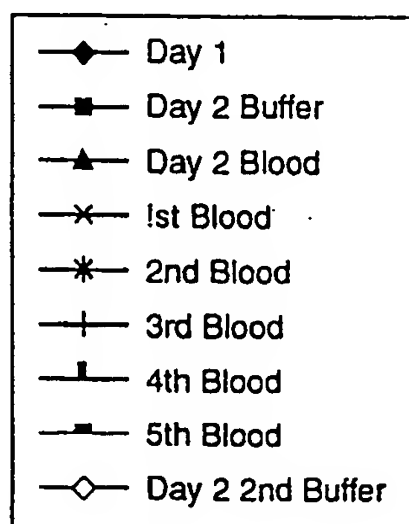 Day 1
Day 2 Buffer
Day 2 Blood
!st Blood
2nd Blood
3rd Blood
4th Blood
5th Blood
Day 2 2nd Buffer